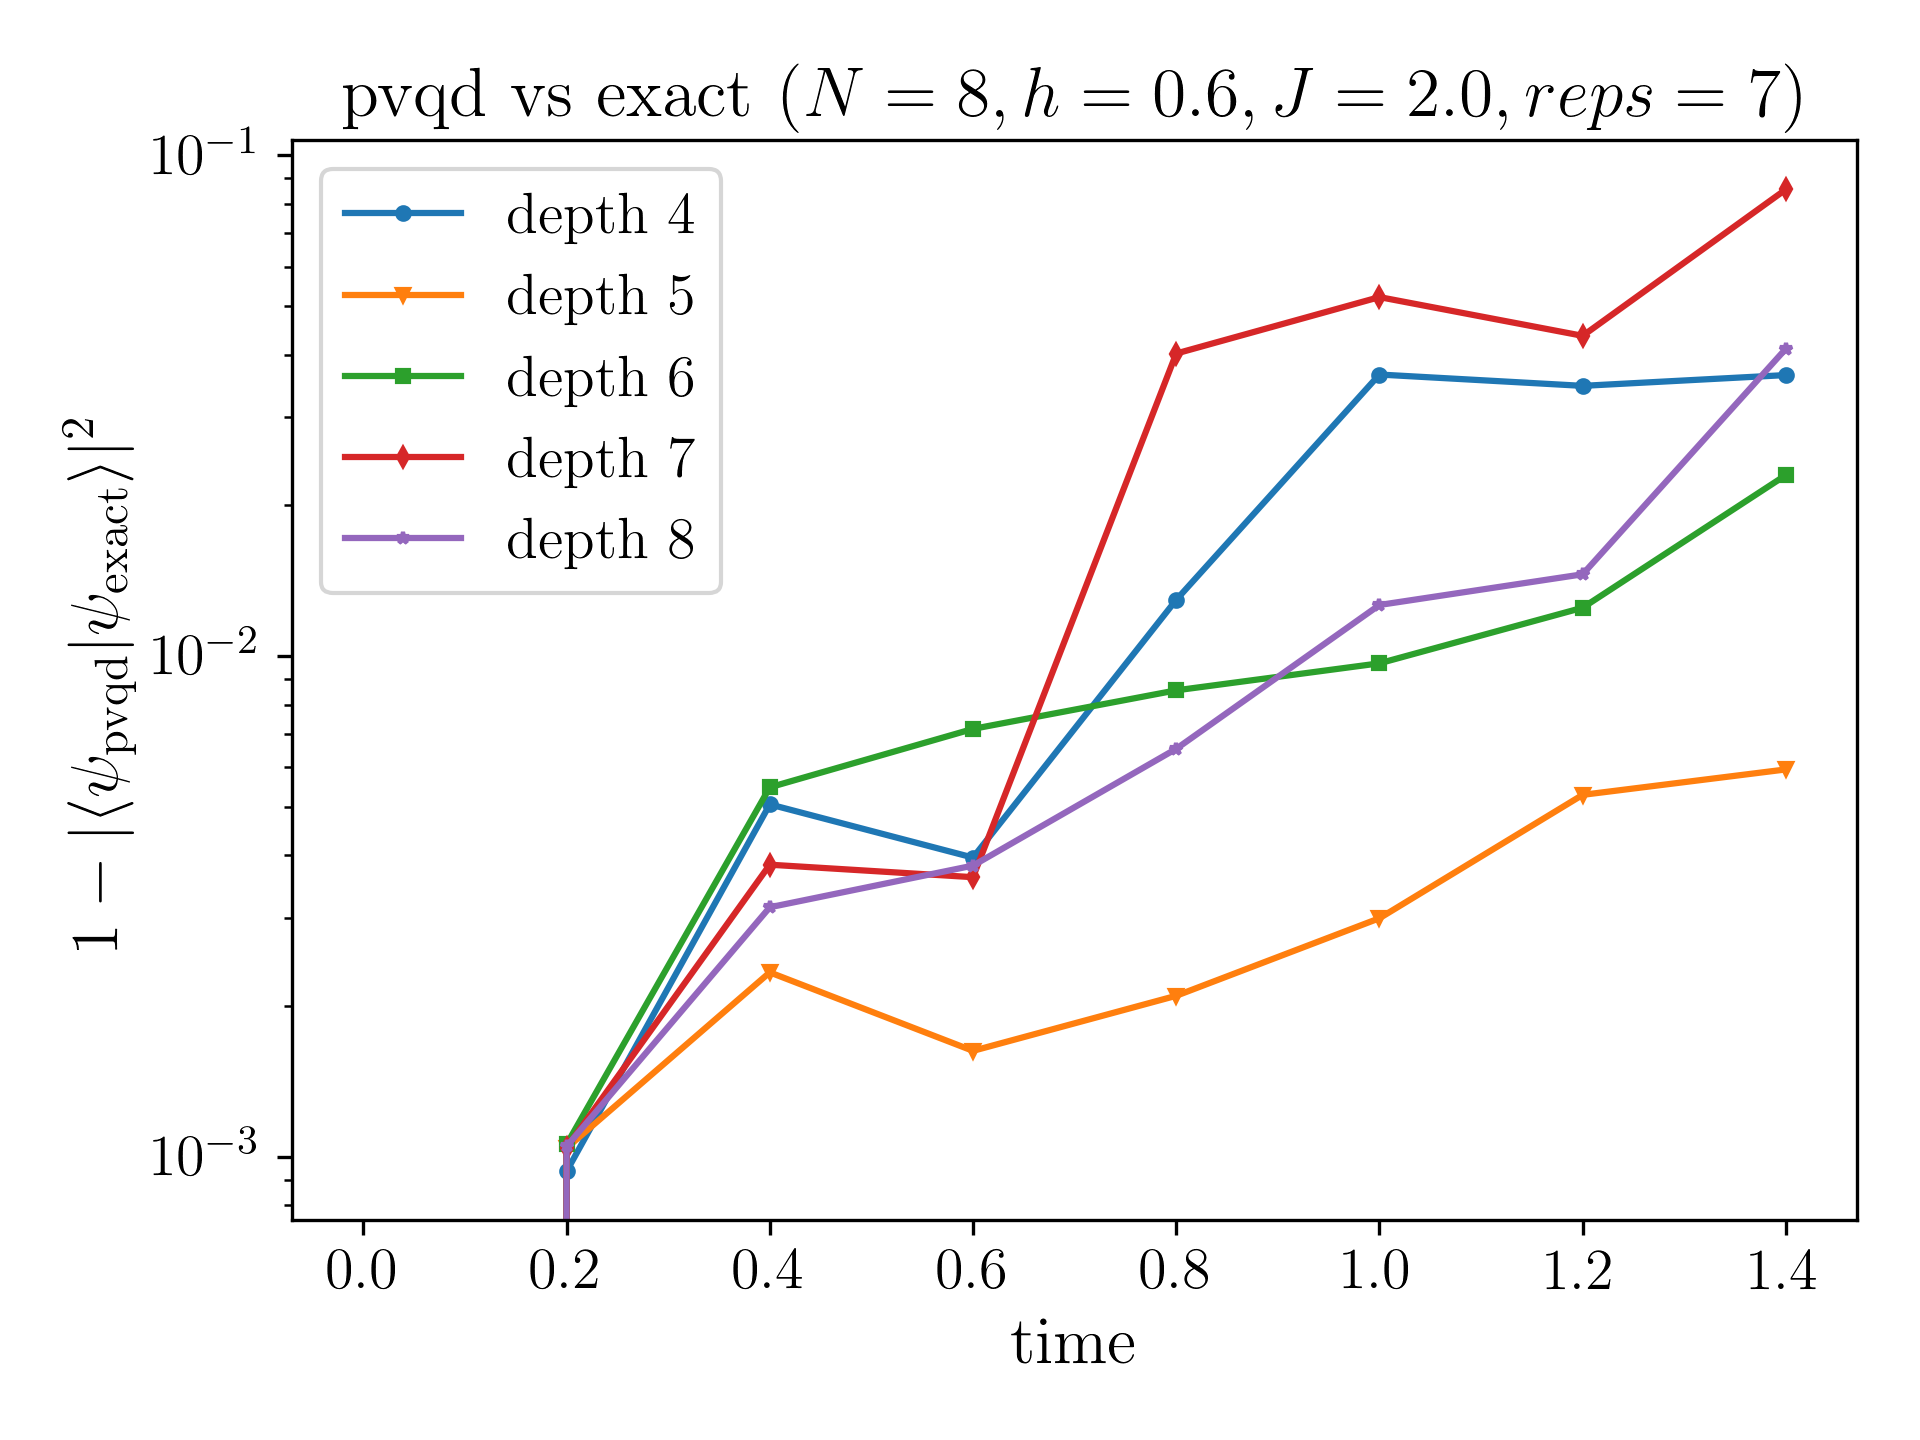 pvqd vs exact (N = 8, h = 0.6, J = 2.0, reps = 7)
10⁻¹
10⁻²
10⁻³
1 − |⟨ψ_pvqd|ψ_exact⟩|²
depth 4
depth 5
depth 6
depth 7
depth 8
0.0 0.2 0.4 0.6 0.8 1.0 1.2 1.4
time